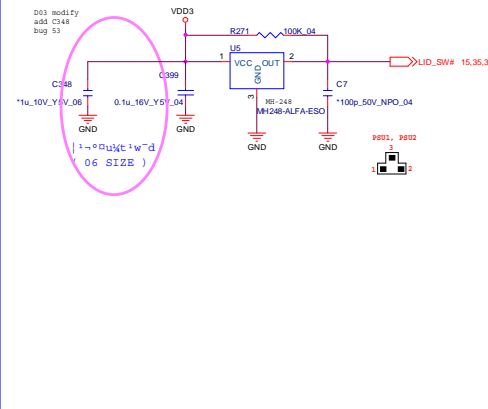 D03 modify
add C348
bug 53
VDD3
R271 100K_04
U5
1 VCC OUT 2
GND
3
LID_SW# 15,35,3
C348
*1u_10V_Y5V_06
GND
C399
0.1u_16V_Y5V_04
GND
MH-248
MH248-ALFA-ESO
GND
C7
*100p_50V_NPO_04
GND
( 06 SIZE )
PSU1, PSU2
3
1 2